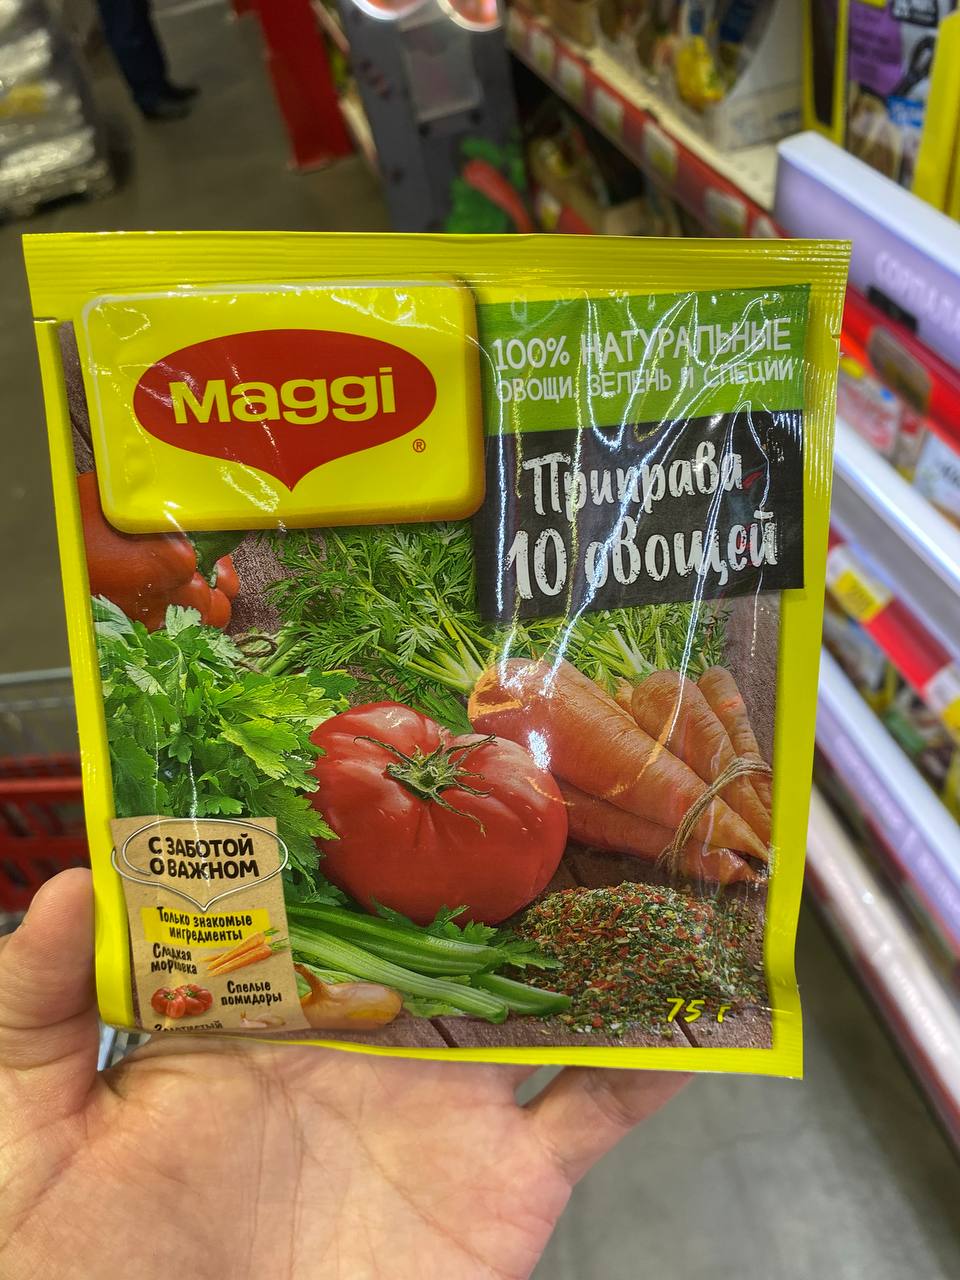 Maggi
®
100% НАТУРАЛЬНЫЕ
ОВОЩИ, ЗЕЛЕНЬ И СПЕЦИИ
Приправа
10 овощей
С ЗАБОТОЙ
О ВАЖНОМ
Только знакомые
ингредиенты
Сладкая
морковка
Спелые
помидоры
75 г